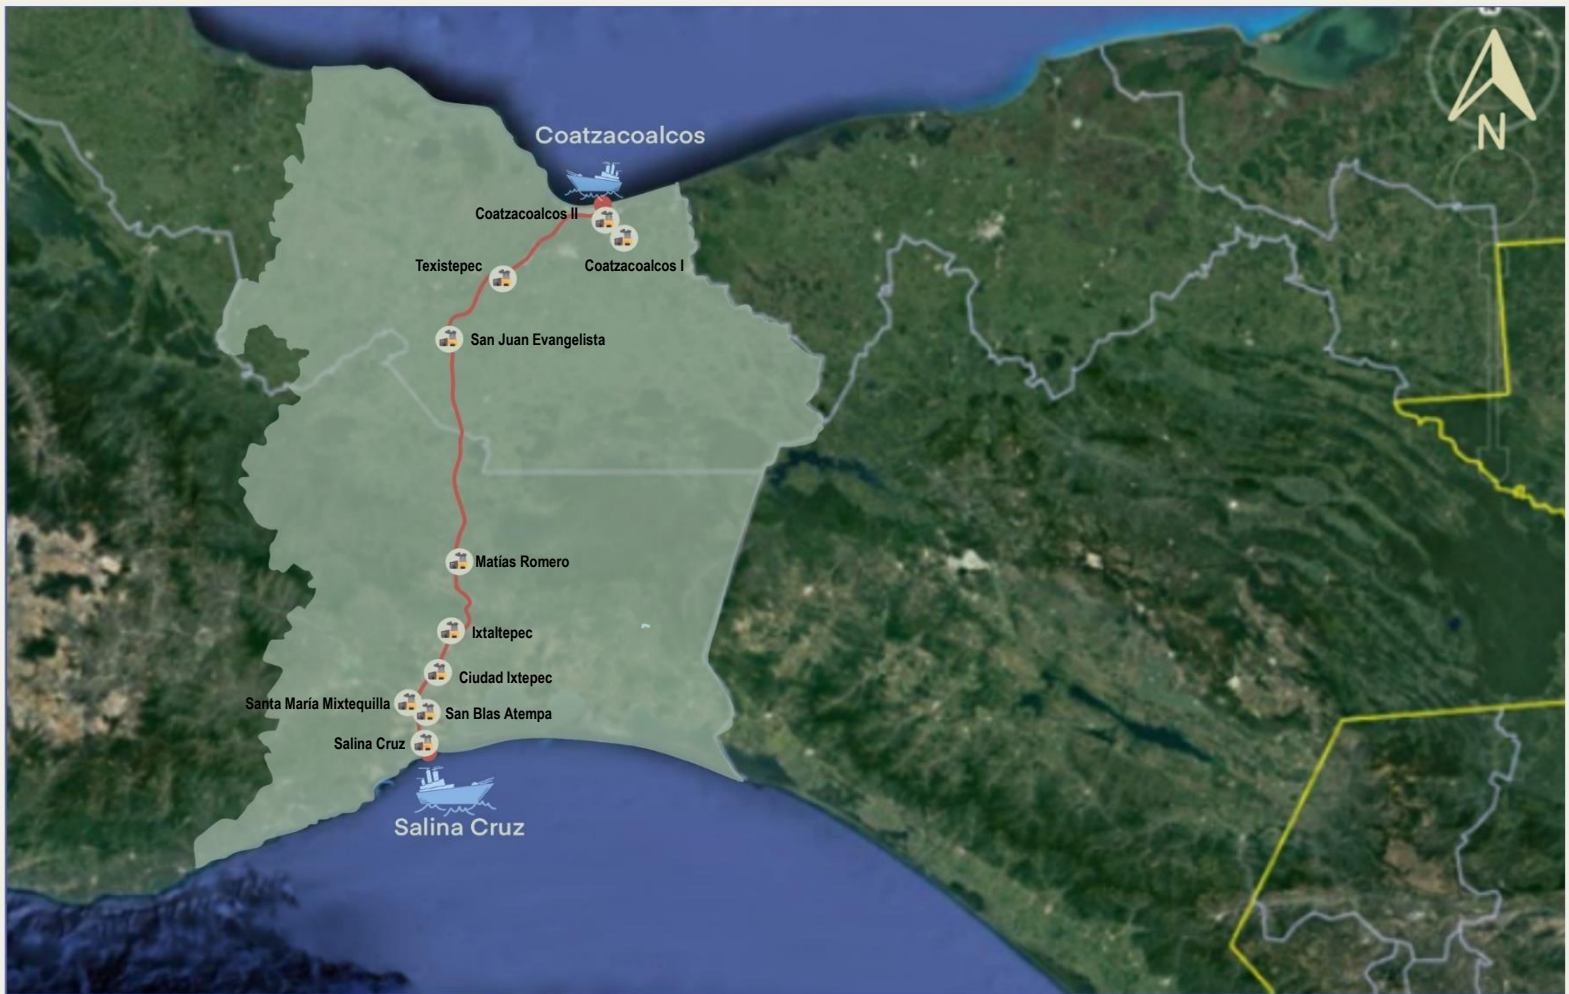 Coatzacoalcos
N
Coatzacoalcos II
Coatzacoalcos I
Texistepec
San Juan Evangelista
Matías Romero
Ixtaltepec
Ciudad Ixtepec
Santa María Mixtequilla
San Blas Atempa
Salina Cruz
Salina Cruz